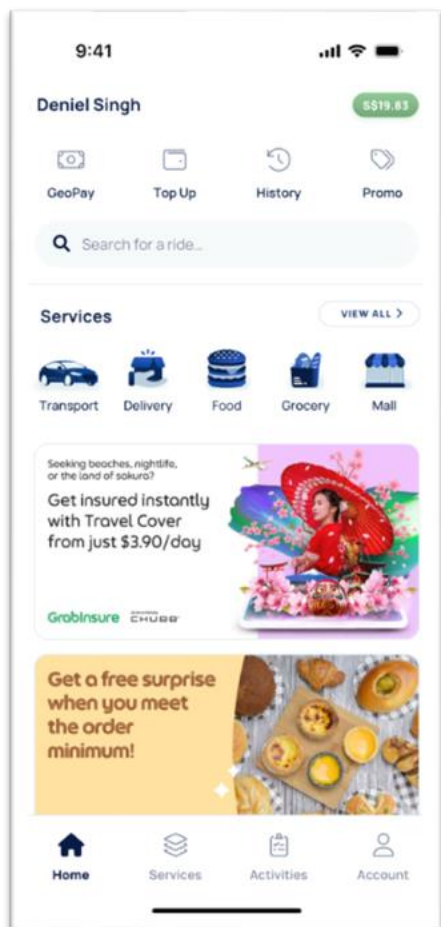 9:41
Deniel Singh
S$19.83
GeoPay Top Up History Promo
Search for a ride...
Services
VIEW ALL >
Transport Delivery Food Grocery Mall
Seeking beaches, nightlife,
or the land of sakura?
Get insured instantly
with Travel Cover
from just $3.90/day
GrabInsure CHUBB
Get a free surprise
when you meet
the order
minimum!
Home Services Activities Account